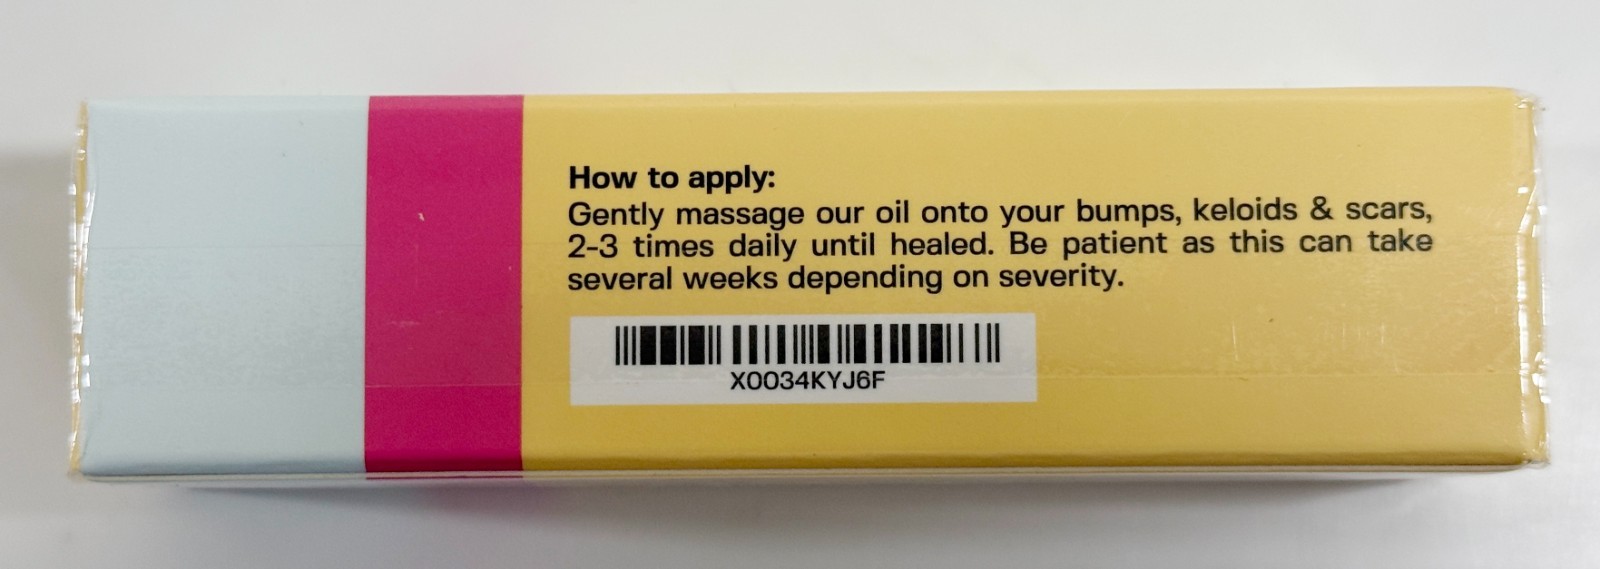 How to apply:
Gently massage our oil onto your bumps, keloids & scars,
2-3 times daily until healed. Be patient as this can take
several weeks depending on severity.
X0034KYJ6F